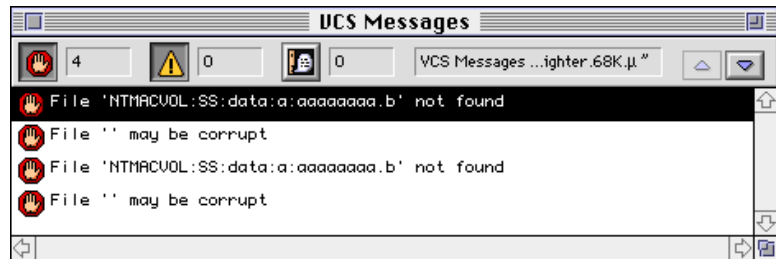 VCS Messages
4
0
0
VCS Messages ...ighter.68K.µ ”
File 'NTMACVOL:SS:data:a:aaaaaaaa.b' not found
File '' may be corrupt
File 'NTMACVOL:SS:data:a:aaaaaaaa.b' not found
File '' may be corrupt